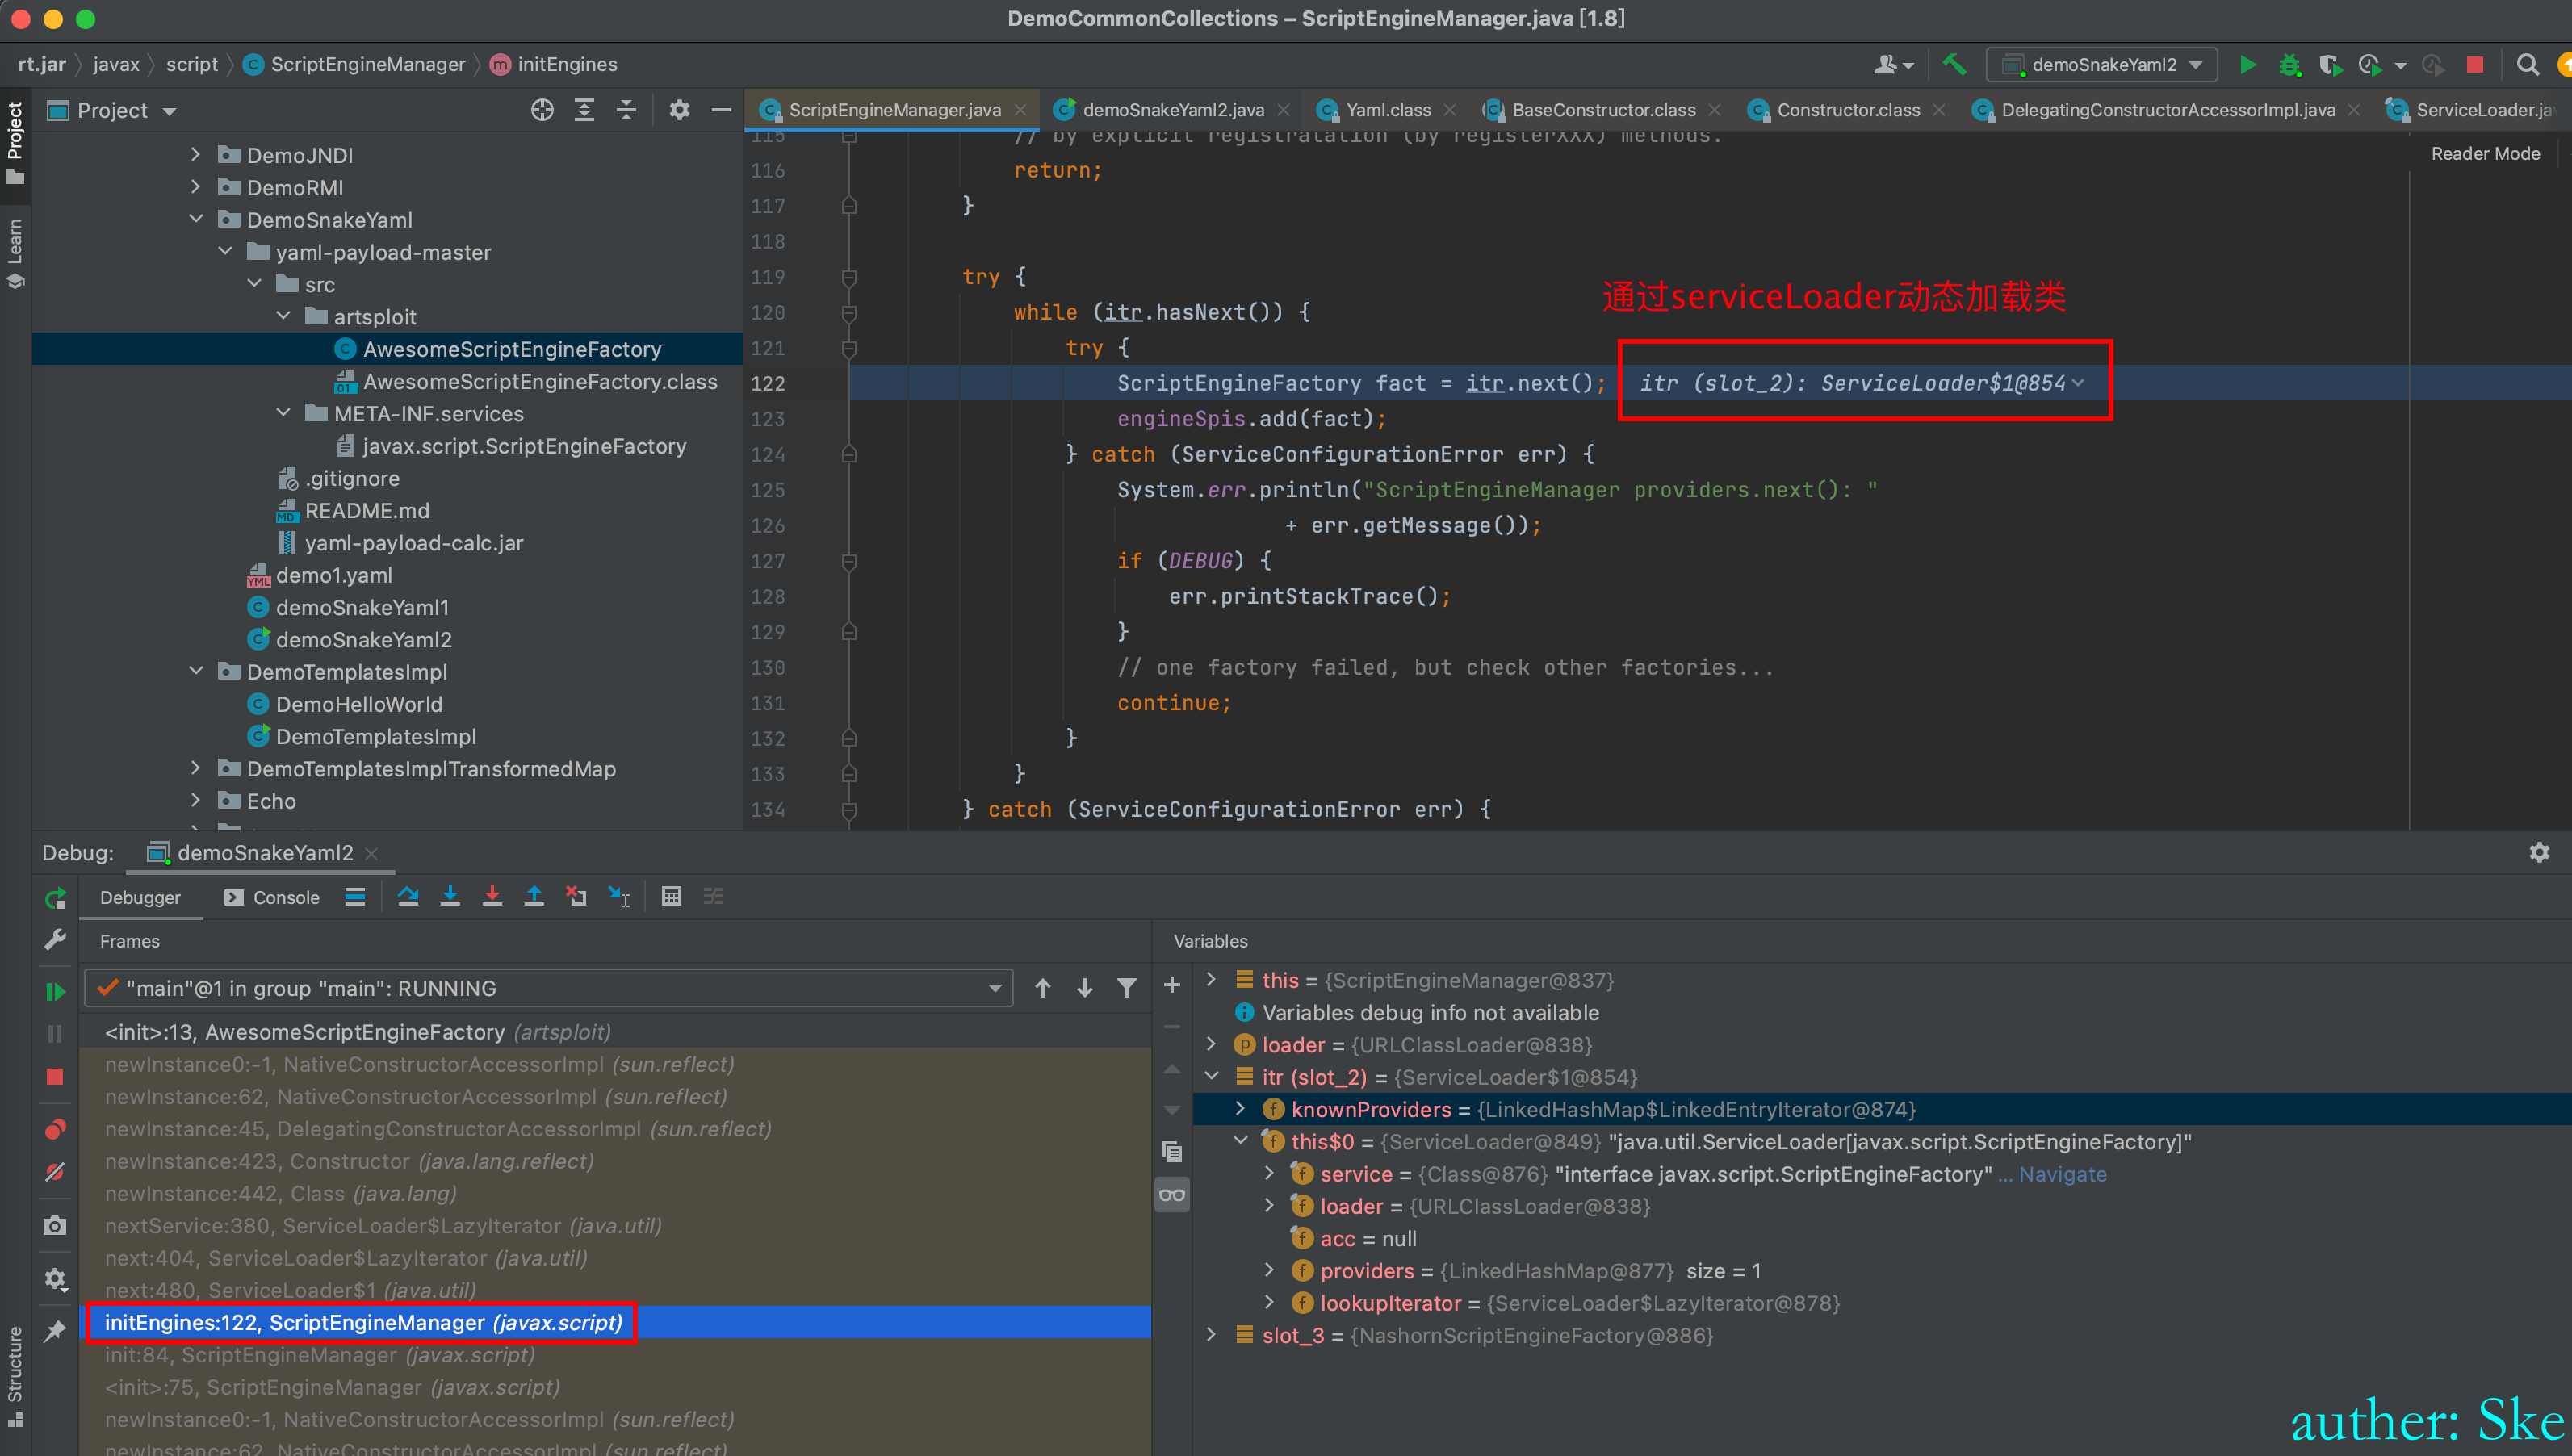 DemoCommonCollections – ScriptEngineManager.java [1.8]
rt.jar javax script ScriptEngineManager initEngines
demoSnakeYaml2
Project
Project
Learn
Structure
DemoJNDI
DemoRMI
DemoSnakeYaml
yaml-payload-master
src
artsploit
AwesomeScriptEngineFactory
AwesomeScriptEngineFactory.class
META-INF.services
javax.script.ScriptEngineFactory
.gitignore
README.md
yaml-payload-calc.jar
demo1.yaml
demoSnakeYaml1
demoSnakeYaml2
DemoTemplatesImpl
DemoHelloWorld
DemoTemplatesImpl
DemoTemplatesImplTransformedMap
Echo
ScriptEngineManager.java demoSnakeYaml2.java Yaml.class BaseConstructor.class Constructor.class DelegatingConstructorAccessorImpl.java ServiceLoader.ja
Reader Mode
115 // by explicit registratation (by registerXXX) methods.
116 return;
117 }
118
119 try {
通过serviceLoader动态加载类
120 while (itr.hasNext()) {
121 try {
122 ScriptEngineFactory fact = itr.next(); itr (slot_2): ServiceLoader$1@854
123 engineSpis.add(fact);
124 } catch (ServiceConfigurationError err) {
125 System.err.println("ScriptEngineManager providers.next(): "
126 + err.getMessage());
127 if (DEBUG) {
128 err.printStackTrace();
129 }
130 // one factory failed, but check other factories...
131 continue;
132 }
133 }
134 } catch (ServiceConfigurationError err) {
Debug: demoSnakeYaml2
Debugger Console
Frames
"main"@1 in group "main": RUNNING
<init>:13, AwesomeScriptEngineFactory (artsploit)
newInstance0:-1, NativeConstructorAccessorImpl (sun.reflect)
newInstance:62, NativeConstructorAccessorImpl (sun.reflect)
newInstance:45, DelegatingConstructorAccessorImpl (sun.reflect)
newInstance:423, Constructor (java.lang.reflect)
newInstance:442, Class (java.lang)
nextService:380, ServiceLoader$LazyIterator (java.util)
next:404, ServiceLoader$LazyIterator (java.util)
next:480, ServiceLoader$1 (java.util)
initEngines:122, ScriptEngineManager (javax.script)
init:84, ScriptEngineManager (javax.script)
<init>:75, ScriptEngineManager (javax.script)
newInstance0:-1, NativeConstructorAccessorImpl (sun.reflect)
newInstance:62, NativeConstructorAccessorImpl (sun.reflect)
Variables
this = {ScriptEngineManager@837}
Variables debug info not available
loader = {URLClassLoader@838}
itr (slot_2) = {ServiceLoader$1@854}
knownProviders = {LinkedHashMap$LinkedEntryIterator@874}
this$0 = {ServiceLoader@849} "java.util.ServiceLoader[javax.script.ScriptEngineFactory]"
service = {Class@876} "interface javax.script.ScriptEngineFactory" ... Navigate
loader = {URLClassLoader@838}
acc = null
providers = {LinkedHashMap@877} size = 1
lookupIterator = {ServiceLoader$LazyIterator@878}
slot_3 = {NashornScriptEngineFactory@886}
auther: Ske